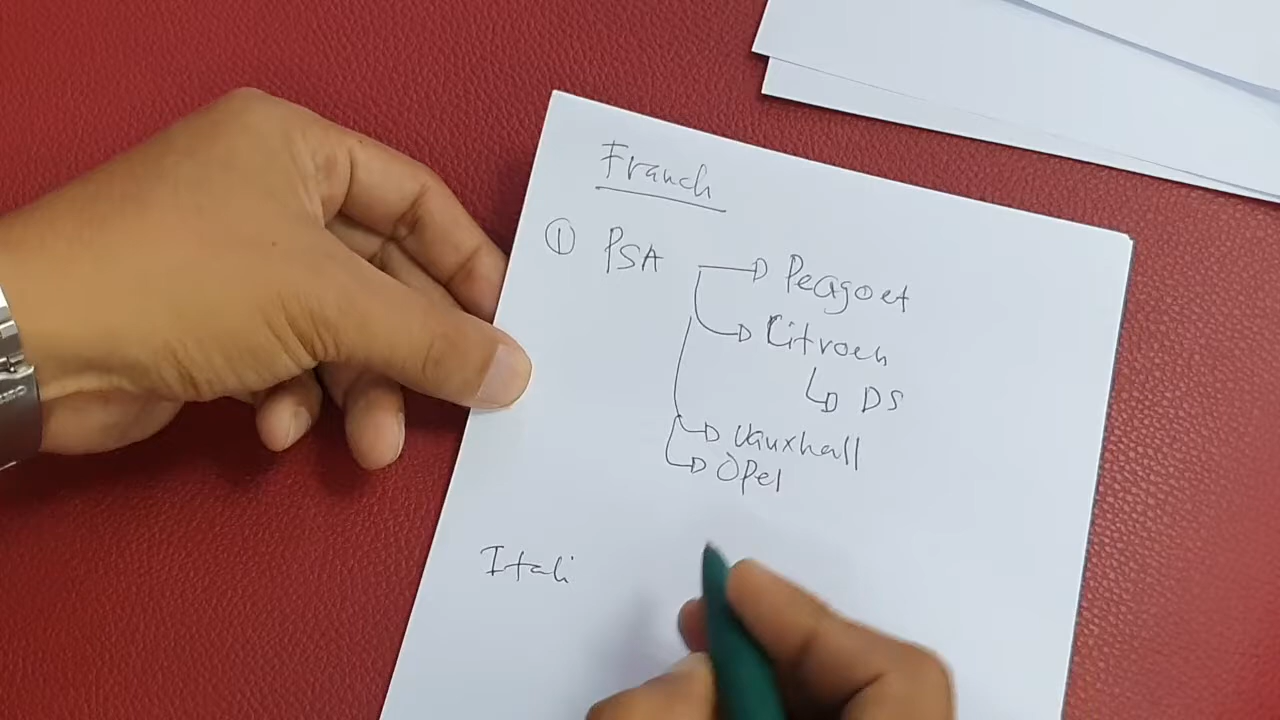 Franch
① PSA
Peagoet
Citroen
DS
Vauxhall
Opel
Itali